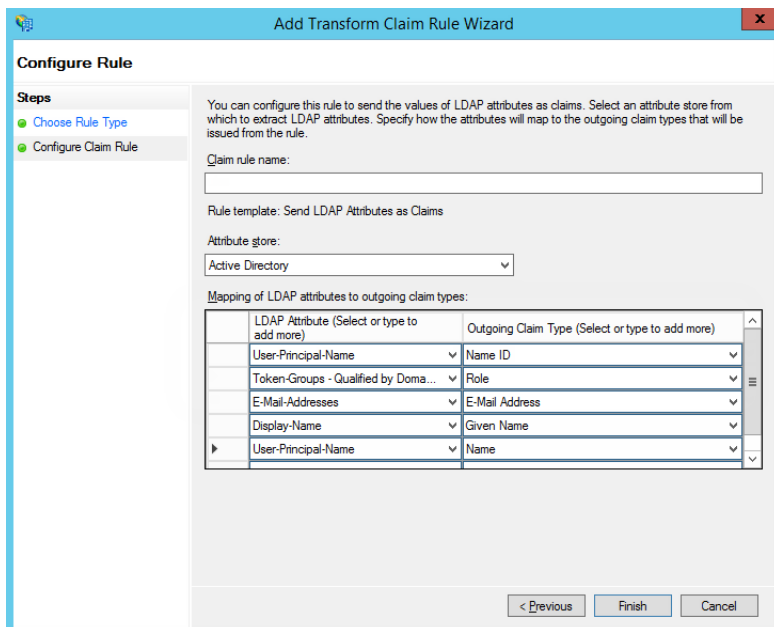 Add Transform Claim Rule Wizard
x
Configure Rule
Steps
Choose Rule Type
Configure Claim Rule
You can configure this rule to send the values of LDAP attributes as claims. Select an attribute store from
which to extract LDAP attributes. Specify how the attributes will map to the outgoing claim types that will be
issued from the rule.
Claim rule name:
Rule template: Send LDAP Attributes as Claims
Attribute store:
Active Directory
Mapping of LDAP attributes to outgoing claim types:
LDAP Attribute (Select or type to
add more)
Outgoing Claim Type (Select or type to add more)
User-Principal-Name
Name ID
Token-Groups - Qualified by Doma...
Role
E-Mail-Addresses
E-Mail Address
Display-Name
Given Name
User-Principal-Name
Name
< Previous
Finish
Cancel